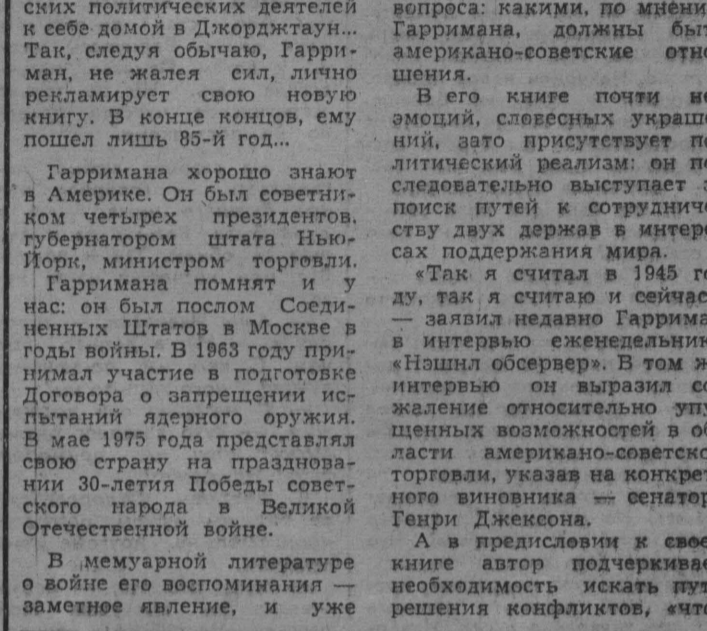 ских политических деятелей
к себе домой в Джорджтаун...
Так, следуя обычаю, Гарри-
ман, не жалея сил, лично
рекламирует свою новую
книгу. В конце концов, ему
пошел лишь 85-й год...
Гарримана хорошо знают
в Америке. Он был советни-
ком четырех президентов,
губернатором штата Нью-
Йорк, министром торговли.
Гарримана помнят и у
нас: он был послом Соеди-
ненных Штатов в Москве в
годы войны. В 1963 году при-
нимал участие в подготовке
Договора о запрещении ис-
пытаний ядерного оружия.
В мае 1975 года представлял
свою страну на празднова-
нии 30-летия Победы совет-
ского народа в Великой
Отечественной войне.
В мемуарной литературе
о войне его воспоминания —
заметное явление, и уже
вопроса: какими, по мнени
Гарримана, должны быт
американо-советские отно
шения.
В его книге почти не
эмоций, словесных украше
ний, зато присутствует по
литический реализм: он по
следовательно выступает з
поиск путей к сотрудниче
ству двух держав в интере
сах поддержания мира.
«Так я считал в 1945 го
ду, так я считаю и сейчас
— заявил недавно Гаррима
в интервью еженедельник
«Нэшнл обсервер». В том ж
интервью он выразил со
жаление относительно упу
щенных возможностей в об
ласти американо-советско
торговли, указав на конкрет
ного виновника — сенатор
Генри Джексона.
А в предисловии к свое
книге автор подчеркивае
необходимость искать пут
решения конфликтов, «что